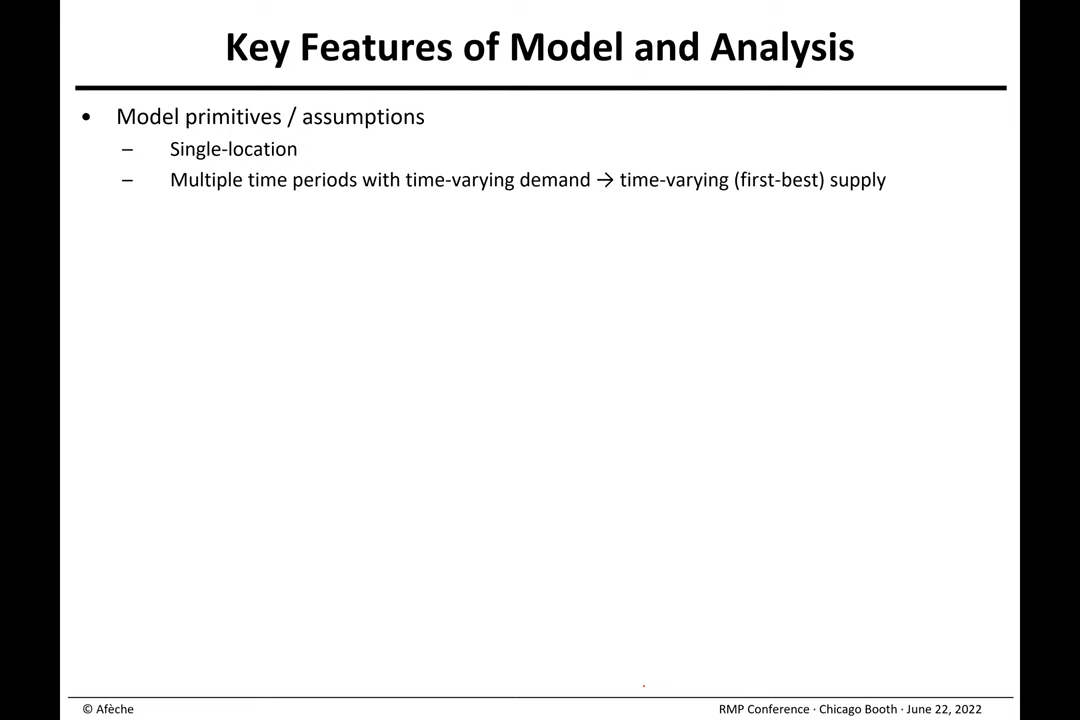 Key Features of Model and Analysis
• Model primitives / assumptions
– Single-location
– Multiple time periods with time-varying demand → time-varying (first-best) supply
© Afèche
RMP Conference · Chicago Booth · June 22, 2022